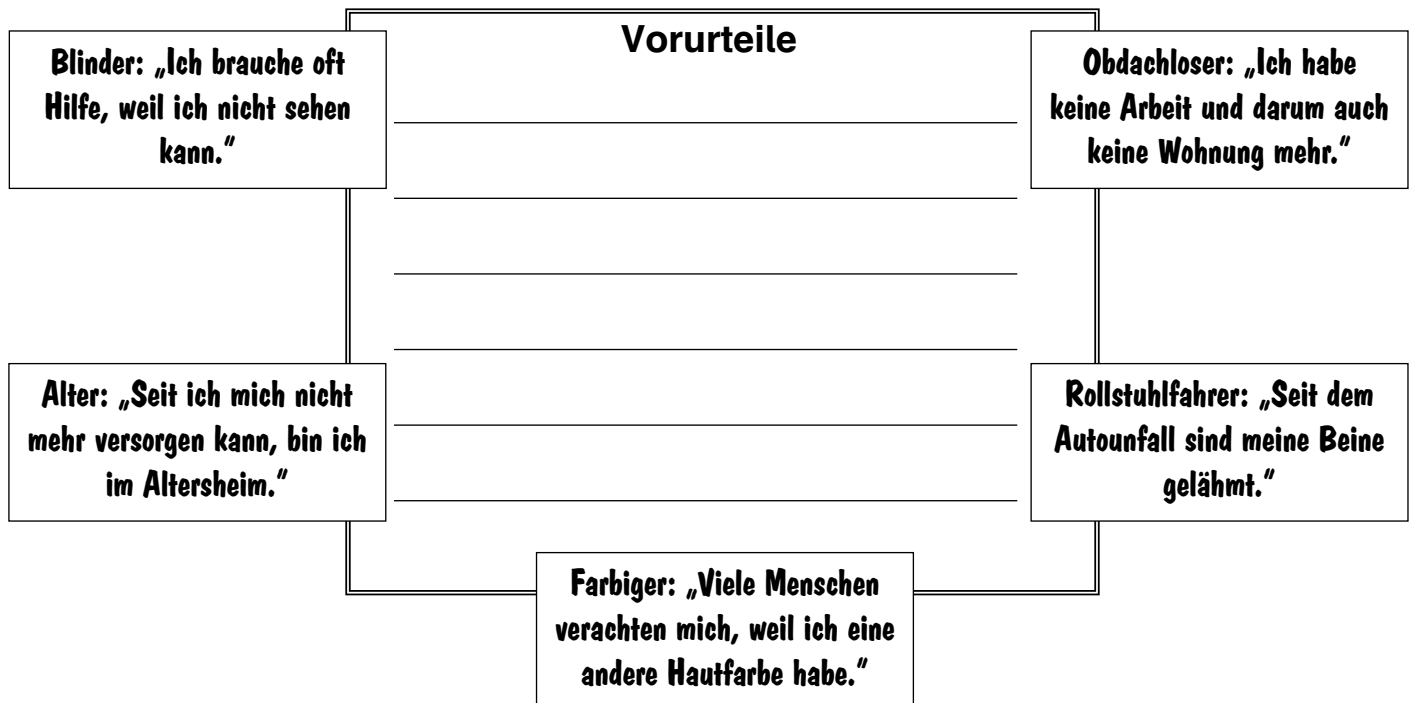 Vorurteile
Blinder: „Ich brauche oft
Hilfe, weil ich nicht sehen
kann.“
Obdachloser: „Ich habe
keine Arbeit und darum auch
keine Wohnung mehr.“
Alter: „Seit ich mich nicht
mehr versorgen kann, bin ich
im Altersheim.“
Rollstuhlfahrer: „Seit dem
Autounfall sind meine Beine
gelähmt.“
Farbiger: „Viele Menschen
verachten mich, weil ich eine
andere Hautfarbe habe.“